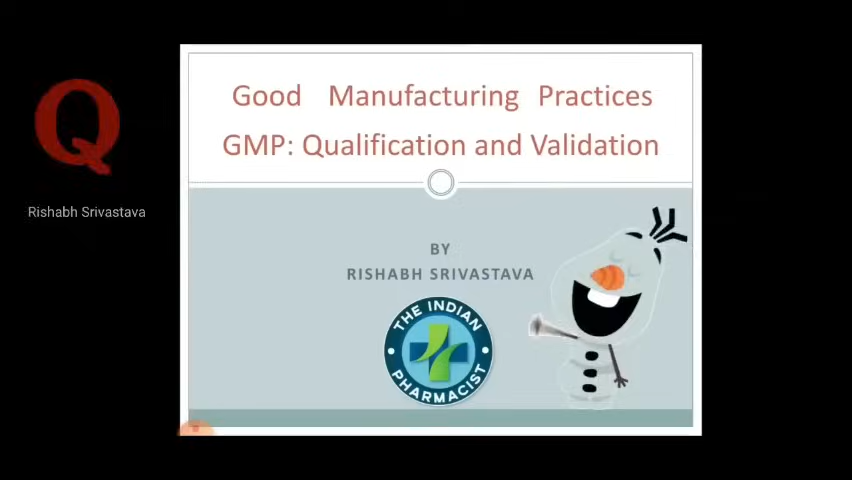 Q
Rishabh Srivastava
Good Manufacturing Practices
GMP: Qualification and Validation
BY
RISHABH SRIVASTAVA
THE INDIAN
PHARMACIST